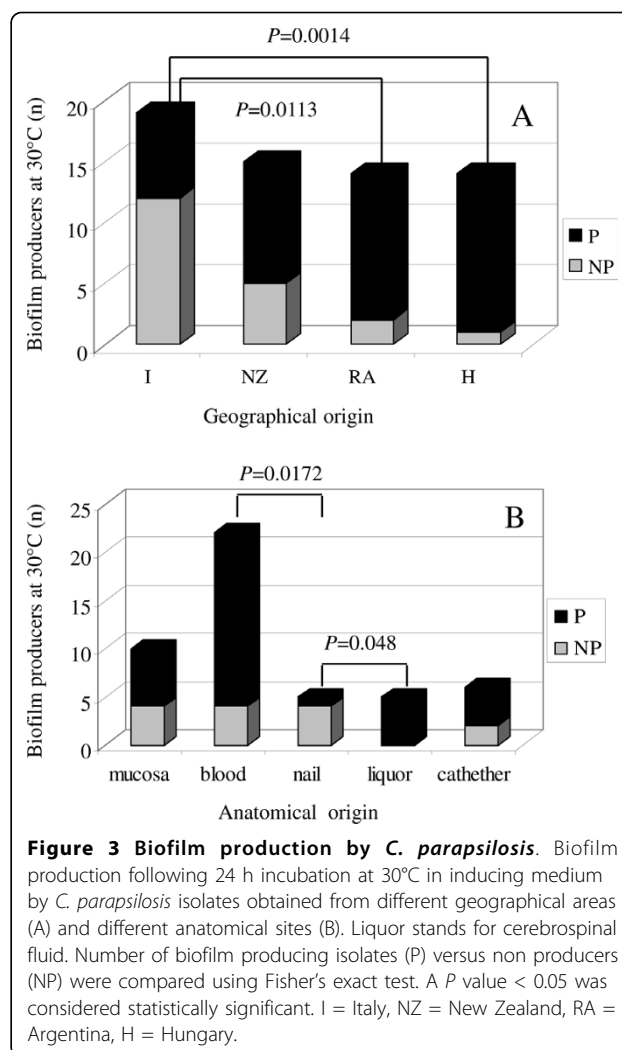 P=0.0014
P=0.0113
A
Biofilm producers at 30°C (n)
20
15
10
5
0
P
NP
I NZ RA H
Geographical origin
P=0.0172
B
Biofilm producers at 30°C (n)
25
20
15
10
5
0
P=0.048
P
NP
mucosa blood nail liquor cathether
Anatomical origin
Figure 3 Biofilm production by C. parapsilosis. Biofilm
production following 24 h incubation at 30°C in inducing medium
by C. parapsilosis isolates obtained from different geographical areas
(A) and different anatomical sites (B). Liquor stands for cerebrospinal
fluid. Number of biofilm producing isolates (P) versus non producers
(NP) were compared using Fisher's exact test. A P value < 0.05 was
considered statistically significant. I = Italy, NZ = New Zealand, RA =
Argentina, H = Hungary.